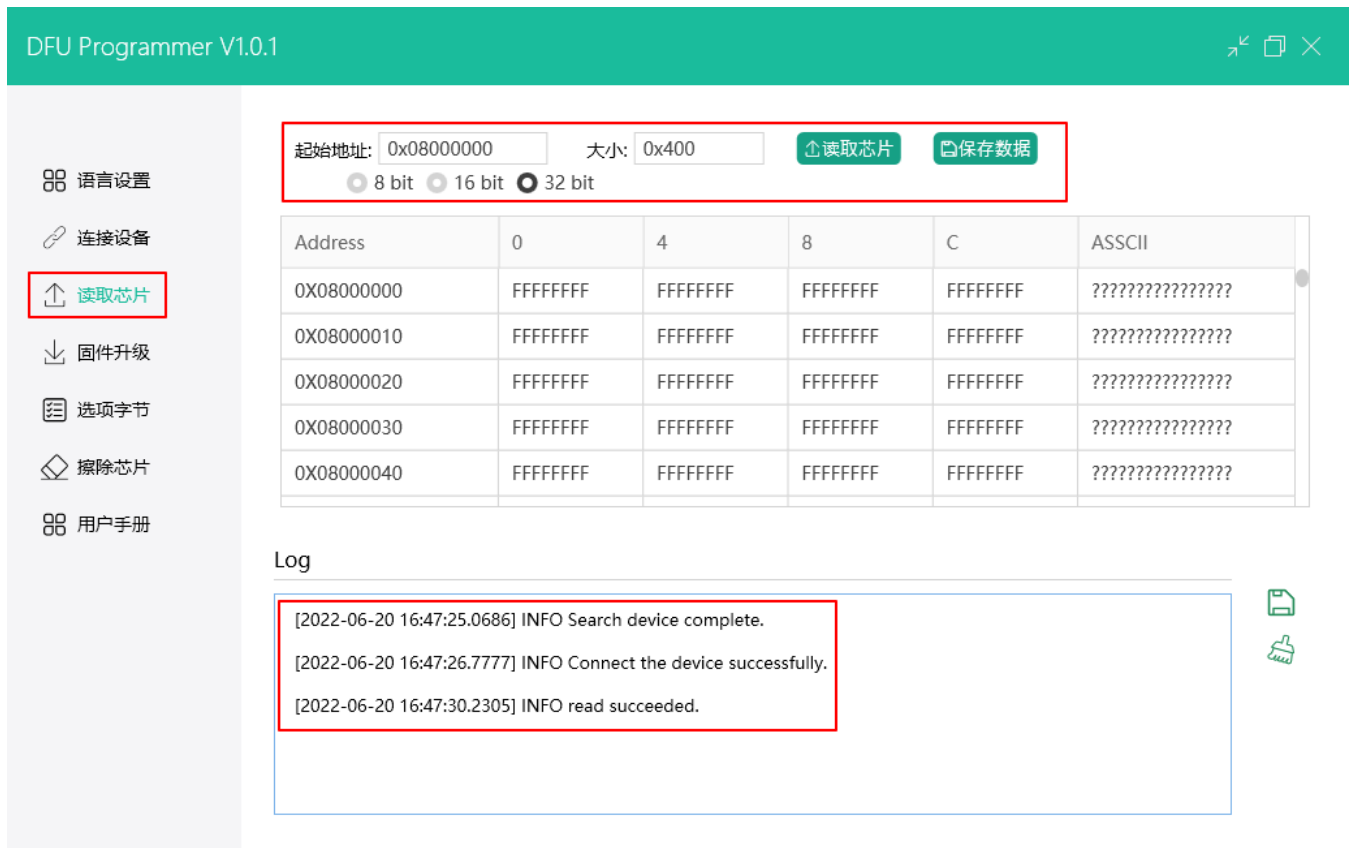 DFU Programmer V1.0.1
语言设置
连接设备
读取芯片
固件升级
选项字节
擦除芯片
用户手册
起始地址: 0x08000000 大小: 0x400 读取芯片 保存数据
8 bit 16 bit 32 bit
Address 0 4 8 C ASSCII
0X08000000 FFFFFFFF FFFFFFFF FFFFFFFF FFFFFFFF ????????????????
0X08000010 FFFFFFFF FFFFFFFF FFFFFFFF FFFFFFFF ????????????????
0X08000020 FFFFFFFF FFFFFFFF FFFFFFFF FFFFFFFF ????????????????
0X08000030 FFFFFFFF FFFFFFFF FFFFFFFF FFFFFFFF ????????????????
0X08000040 FFFFFFFF FFFFFFFF FFFFFFFF FFFFFFFF ????????????????
Log
[2022-06-20 16:47:25.0686] INFO Search device complete.
[2022-06-20 16:47:26.7777] INFO Connect the device successfully.
[2022-06-20 16:47:30.2305] INFO read succeeded.